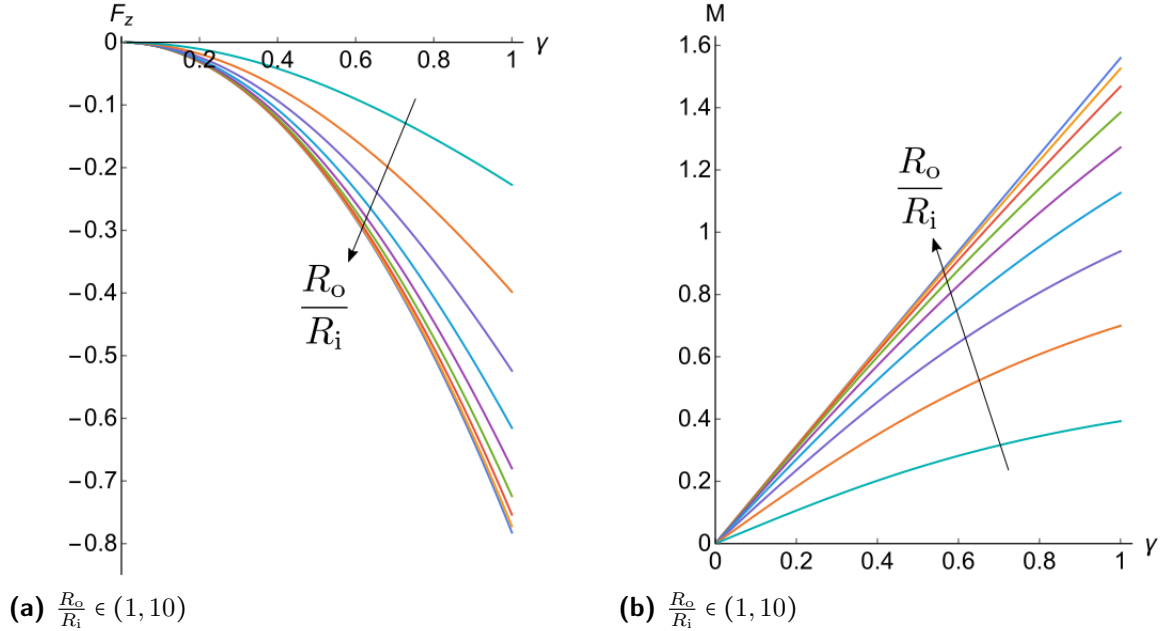 F_z
0
0.2 0.4 0.6 0.8 1 γ
−0.1
−0.2
−0.3
−0.4
−0.5
−0.6
−0.7
−0.8
R_o
R_i
(a) R_o/R_i ∈ (1, 10)
M
1.6
1.4
1.2
1
0.8
0.6
0.4
0.2
0
0 0.2 0.4 0.6 0.8 1 γ
R_o
R_i
(b) R_o/R_i ∈ (1, 10)